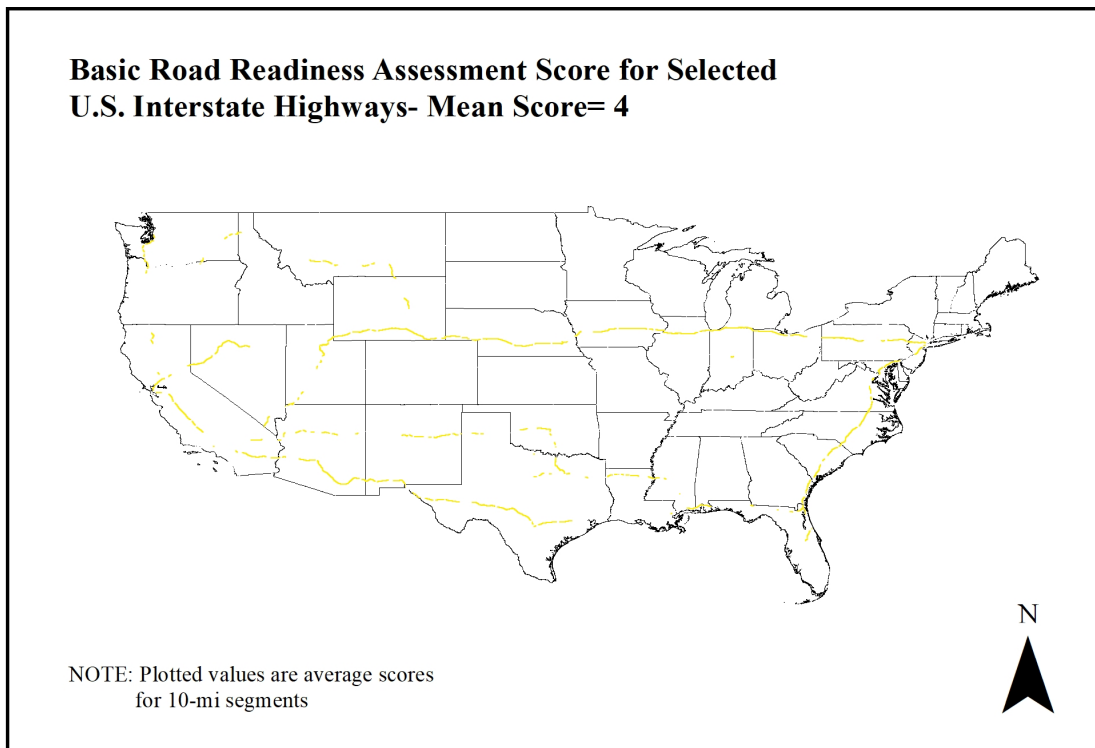 Basic Road Readiness Assessment Score for Selected
U.S. Interstate Highways- Mean Score= 4
N
NOTE: Plotted values are average scores
for 10-mi segments